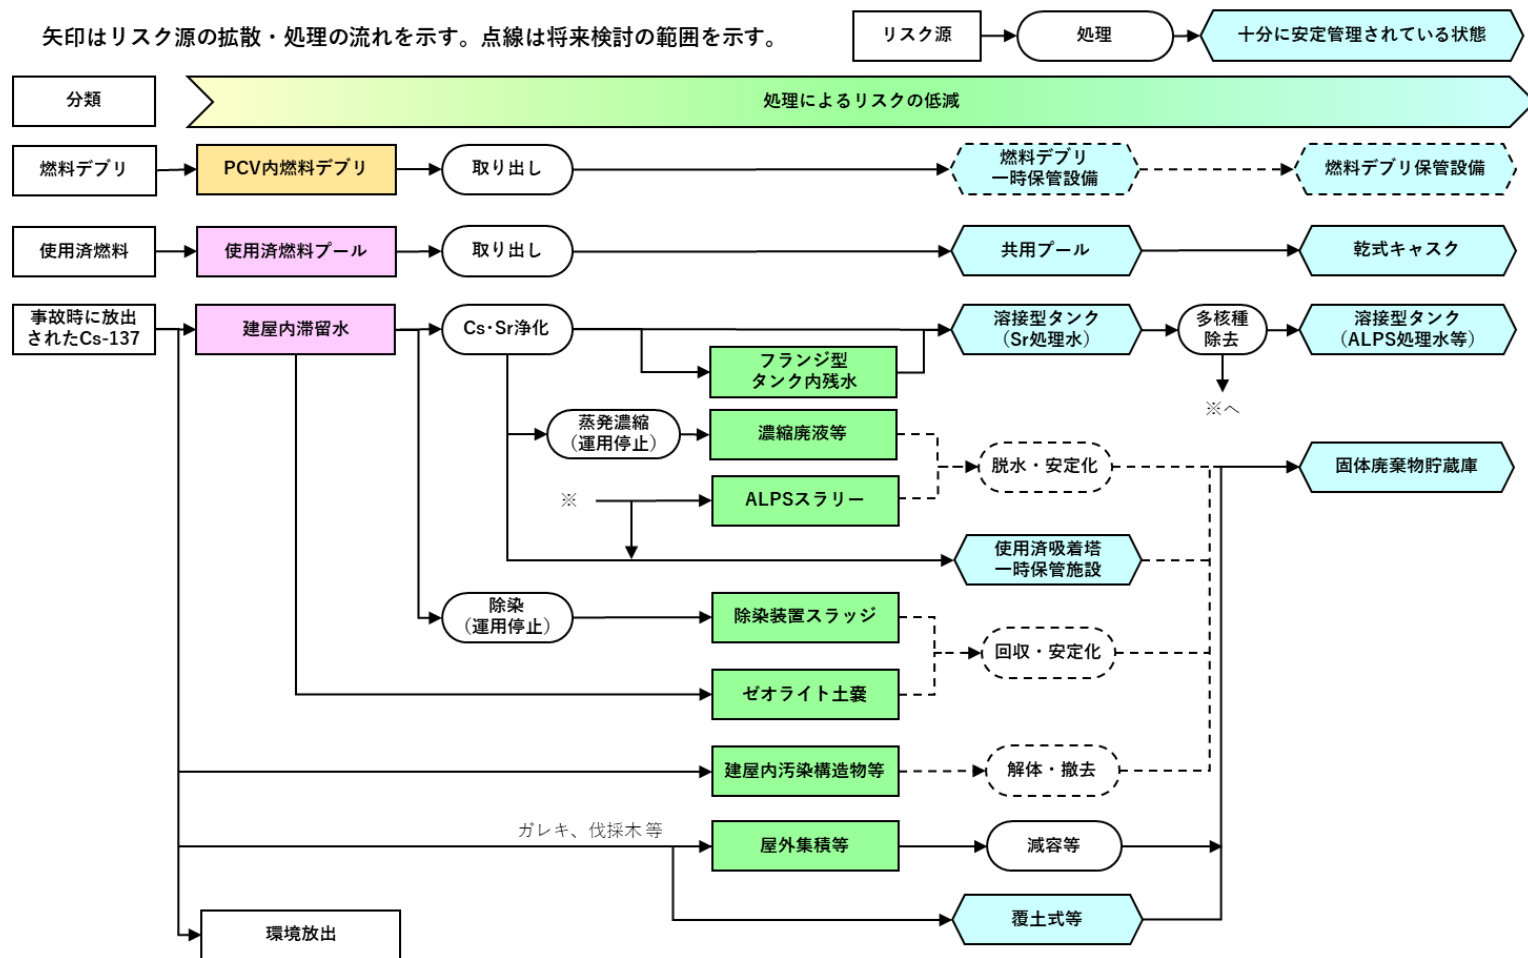 矢印はリスク源の拡散・処理の流れを示す。点線は将来検討の範囲を示す。
リスク源
処理
十分に安定管理されている状態
分類
処理によるリスクの低減
燃料デブリ
PCV内燃料デブリ
取り出し
燃料デブリ
一時保管設備
燃料デブリ保管設備
使用済燃料
使用済燃料プール
取り出し
共用プール
乾式キャスク
事故時に放出
されたCs-137
建屋内滞留水
Cs・Sr浄化
溶接型タンク
（Sr処理水）
多核種
除去
溶接型タンク
（ALPS処理水等）
フランジ型
タンク内残水
※へ
蒸発濃縮
（運用停止）
濃縮廃液等
脱水・安定化
固体廃棄物貯蔵庫
※
ALPSスラリー
使用済吸着塔
一時保管施設
除染
（運用停止）
除染装置スラッジ
回収・安定化
ゼオライト土嚢
建屋内汚染構造物等
解体・撤去
ガレキ、伐採木 等
屋外集積等
減容等
覆土式等
環境放出